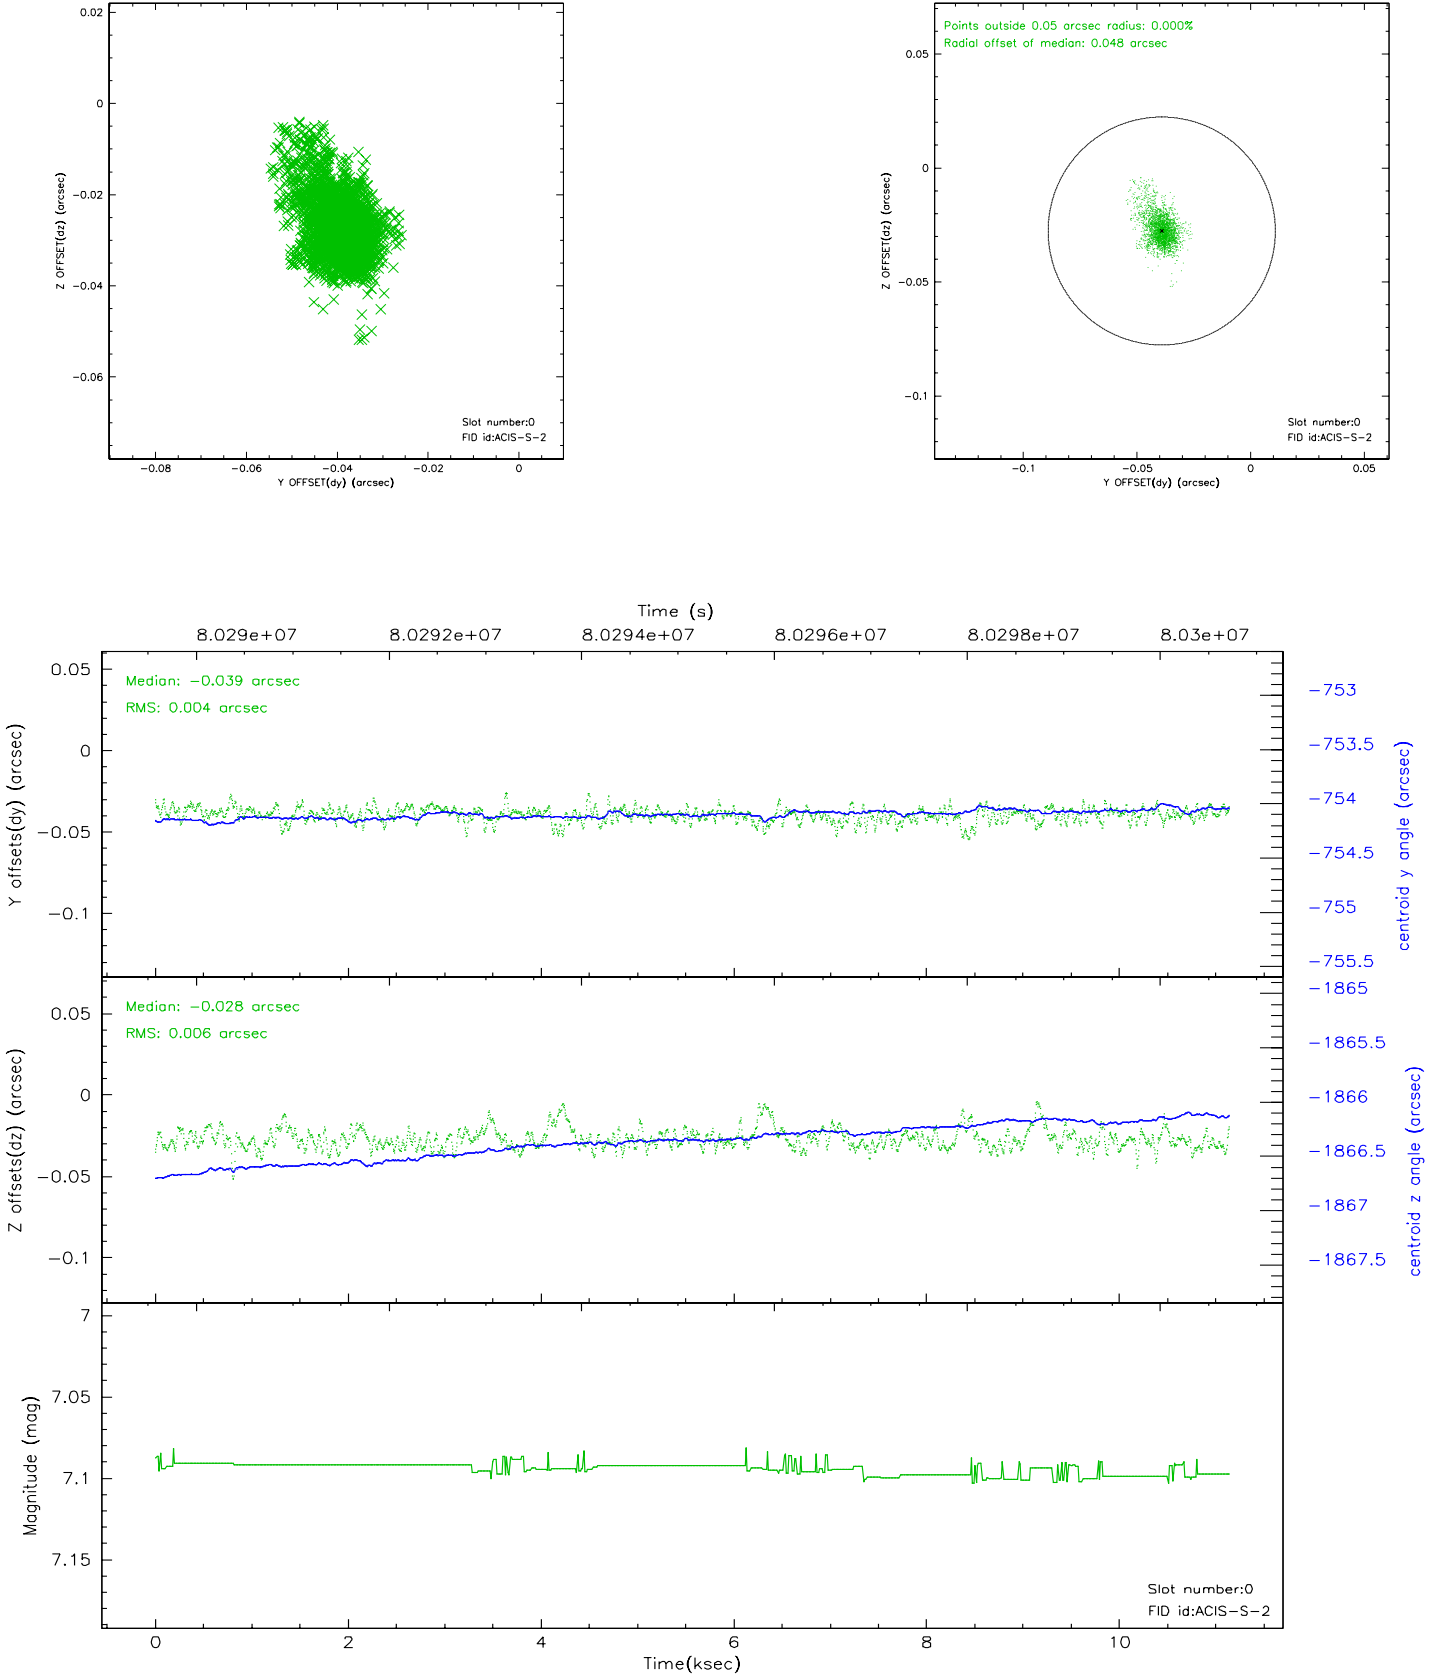 0.02
0
−0.02
−0.04
−0.06
Z OFFSET(dz) (arcsec)
Slot number:0
FID id:ACIS−S−2
−0.08 −0.06 −0.04 −0.02 0
Y OFFSET(dy) (arcsec)
Points outside 0.05 arcsec radius: 0.000%
Radial offset of median: 0.048 arcsec
0.05
0
−0.05
−0.1
Z OFFSET(dz) (arcsec)
Slot number:0
FID id:ACIS−S−2
−0.1 −0.05 0 0.05
Y OFFSET(dy) (arcsec)
Time (s)
8.029e+07 8.0292e+07 8.0294e+07 8.0296e+07 8.0298e+07 8.03e+07
Median: −0.039 arcsec
RMS: 0.004 arcsec
0.05
0
−0.05
−0.1
Y offsets(dy) (arcsec)
−753
−753.5
−754
−754.5
−755
−755.5
centroid y angle (arcsec)
Median: −0.028 arcsec
RMS: 0.006 arcsec
0.05
0
−0.05
−0.1
Z offsets(dz) (arcsec)
−1865
−1865.5
−1866
−1866.5
−1867
−1867.5
centroid z angle (arcsec)
7
7.05
7.1
7.15
Magnitude (mag)
Slot number:0
FID id:ACIS−S−2
0 2 4 6 8 10
Time(ksec)